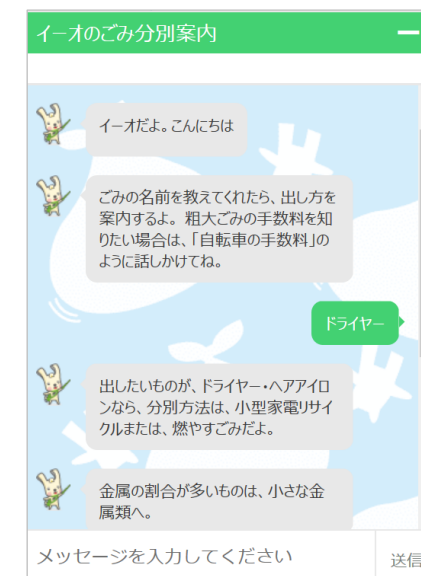 イーオのごみ分別案内
イーオだよ。こんにちは
ごみの名前を教えてくれたら、出し方を
案内するよ。粗大ごみの手数料を知
りたい場合は、「自転車の手数料」の
ように話しかけてね。
ドライヤー
出したいものが、ドライヤー・ヘアアイロ
ンなら、分別方法は、小型家電リサイ
クルまたは、燃やすごみだよ。
金属の割合が多いものは、小さな金
属類へ。
メッセージを入力してください
送信